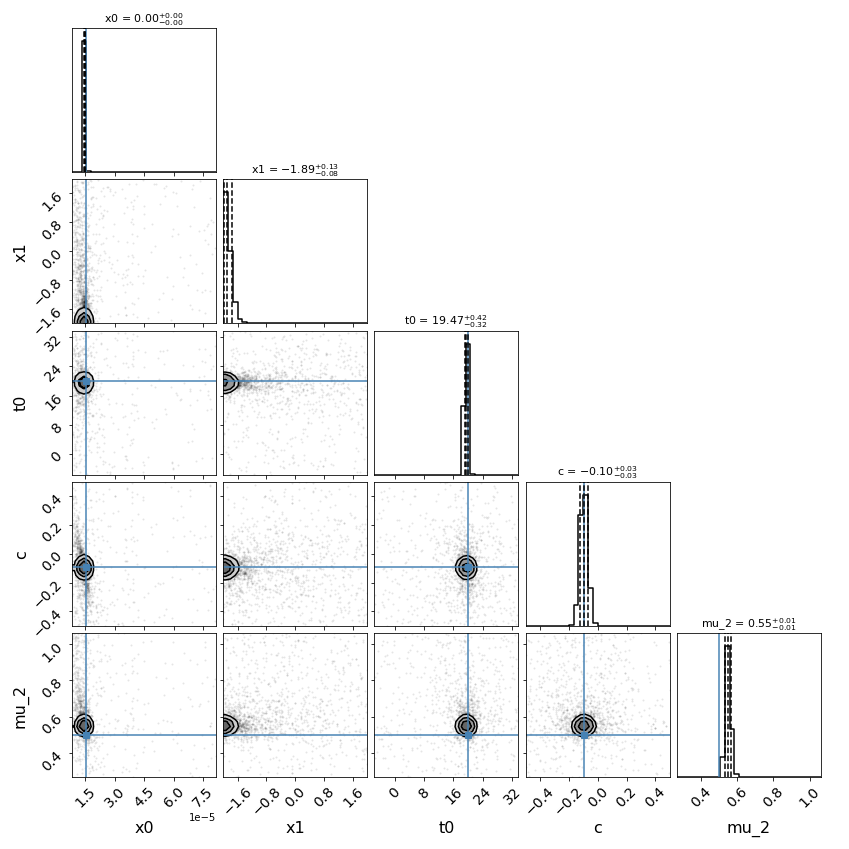 x0 = 0.00+0.00−0.00
x1 = −1.89+0.13−0.08
t0 = 19.47+0.42−0.32
c = −0.10+0.03−0.03
mu_2 = 0.55+0.01−0.01
x1
1.6
0.8
0.0
−0.8
−1.6
t0
32
24
16
8
0
c
0.4
0.2
0.0
−0.2
−0.4
mu_2
1.0
0.8
0.6
0.4
1.5 3.0 4.5 6.0 7.5
1e−5
x0
−1.6 −0.8 0.0 0.8 1.6
x1
0 8 16 24 32
t0
−0.4 −0.2 0.0 0.2 0.4
c
0.4 0.6 0.8 1.0
mu_2